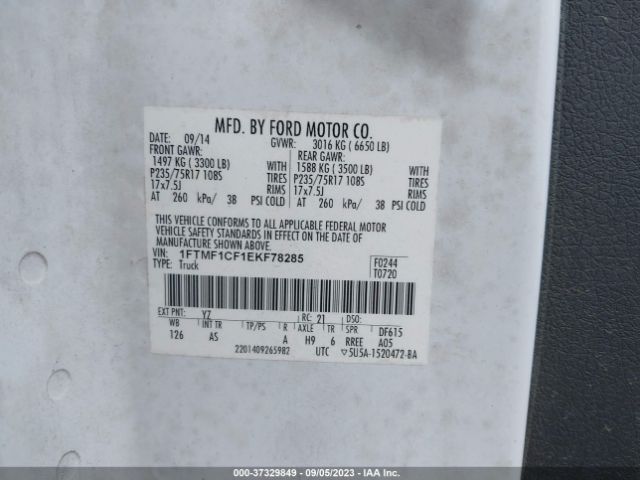 MFD. BY FORD MOTOR CO.
DATE: 09/14 GVWR: 3016 KG ( 6650 LB)
FRONT GAWR: REAR GAWR:
1497 KG ( 3300 LB) WITH 1588 KG ( 3500 LB) WITH
P235/75R17 108S TIRES P235/75R17 108S TIRES
17x7.5J RIMS 17x7.5J RIMS
AT 260 kPa/ 38 PSI COLD AT 260 kPa/ 38 PSI COLD
THIS VEHICLE CONFORMS TO ALL APPLICABLE FEDERAL MOTOR
VEHICLE SAFETY STANDARDS IN EFFECT ON THE DATE OF
MANUFACTURE SHOWN ABOVE.
VIN: 1FTMF1CF1EKF78285 F0244
TYPE: Truck T0720
EXT PNT: YZ RC: 21 DSO:
WB INT TR TP/PS R AXLE TR SPR DF615
126 AS A H9 6 RREE A05
2201409265982 UTC ▽5U5A-1520472-BA
000-37329849 - 09/05/2023 - IAA Inc.